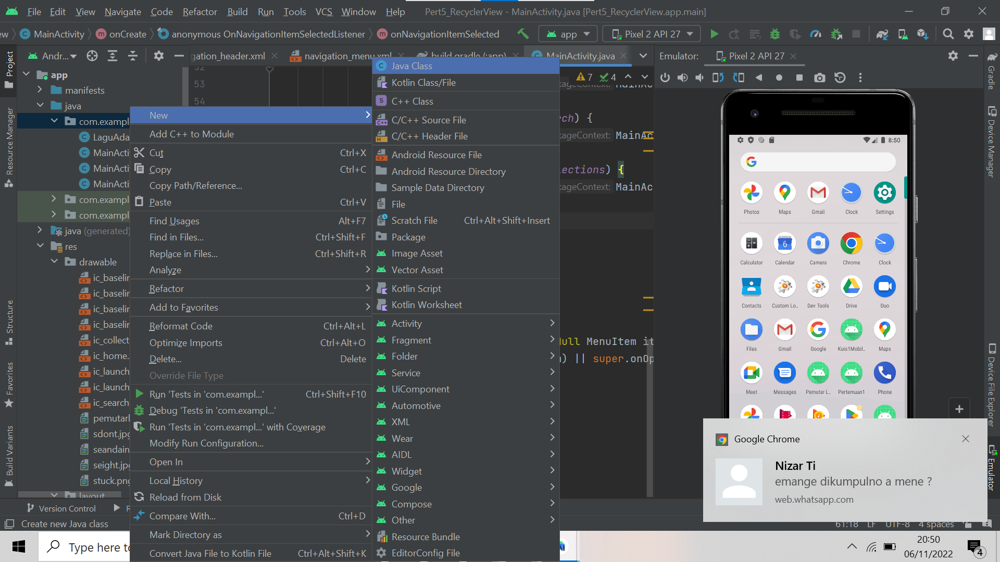 File Edit View Navigate Code Refactor Build Run Tools VCS Window Help Pert5_RecyclerView - MainActivity.java [Pert5_RecyclerView.app.main]
MainActivity onCreate anonymous OnNavigationItemSelectedListener onNavigationItemSelected app Pixel 2 API 27
Project
Andr...
gation_header.xml navigation_menu.xml build.gradle (:app) MainActivity.java
Emulator: Pixel 2 API 27
Gradle
app
manifests
java
com.exampl
LaguAda
MainActi
MainActi
MainActi
com.exampl
com.exampl
java (generated)
res
drawable
ic_baselin
ic_baselin
ic_baselin
ic_baselin
ic_collect
ic_home.
ic_launch
ic_launch
ic_search
pemutarl
sdont.jpg
seandain
seight.jpg
stuck.png
layout
Resource Manager
Structure
Favorites
Build Variants
52
53
54
7 4
New
Add C++ to Module
Cut Ctrl+X
Copy Ctrl+C
Copy Path/Reference...
Paste Ctrl+V
Find Usages Alt+F7
Find in Files... Ctrl+Shift+F
Replace in Files... Ctrl+Shift+R
Analyze
Refactor
Add to Favorites
Reformat Code Ctrl+Alt+L
Optimize Imports Ctrl+Alt+O
Delete... Delete
Override File Type
Run 'Tests in 'com.exampl...' Ctrl+Shift+F10
Debug 'Tests in 'com.exampl...'
Run 'Tests in 'com.exampl...' with Coverage
Modify Run Configuration...
Open In
Local History
Reload from Disk
Compare With... Ctrl+D
Mark Directory as
Convert Java File to Kotlin File Ctrl+Alt+Shift+K
Java Class
Kotlin Class/File
C++ Class
C/C++ Source File
C/C++ Header File
Android Resource File
Android Resource Directory
Sample Data Directory
File
Scratch File Ctrl+Alt+Shift+Insert
Package
Image Asset
Vector Asset
Kotlin Script
Kotlin Worksheet
Activity
Fragment
Folder
Service
UiComponent
Automotive
XML
Wear
AIDL
Widget
Google
Compose
Other
Resource Bundle
EditorConfig File
ch) {
kageContext: MainAc
ections) {
kageContext: MainAc
ull MenuItem it
) || super.onOp
8:50
Photos Maps Gmail Clock Settings
Calculator Calendar Camera Chrome Clock
Contacts Custom Lo.. Dev Tools Drive Duo
Files Gmail Google Kuis1Mobil.. Maps
Meet Messages Pemutar L... Pertemuan1 Phone
Device Manager
Device File Explorer
Emulator
Google Chrome
Nizar Ti
emange dikumpulno a mene ?
web.whatsapp.com
Version Control
Create new Java class
61:18 LF UTF-8 4 spaces
Type here to
20:50
06/11/2022
4